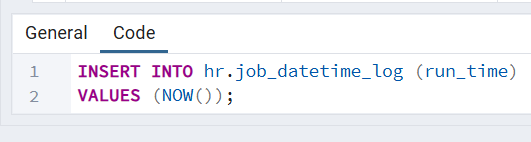 General Code
1 INSERT INTO hr.job_datetime_log (run_time)
2 VALUES (NOW());